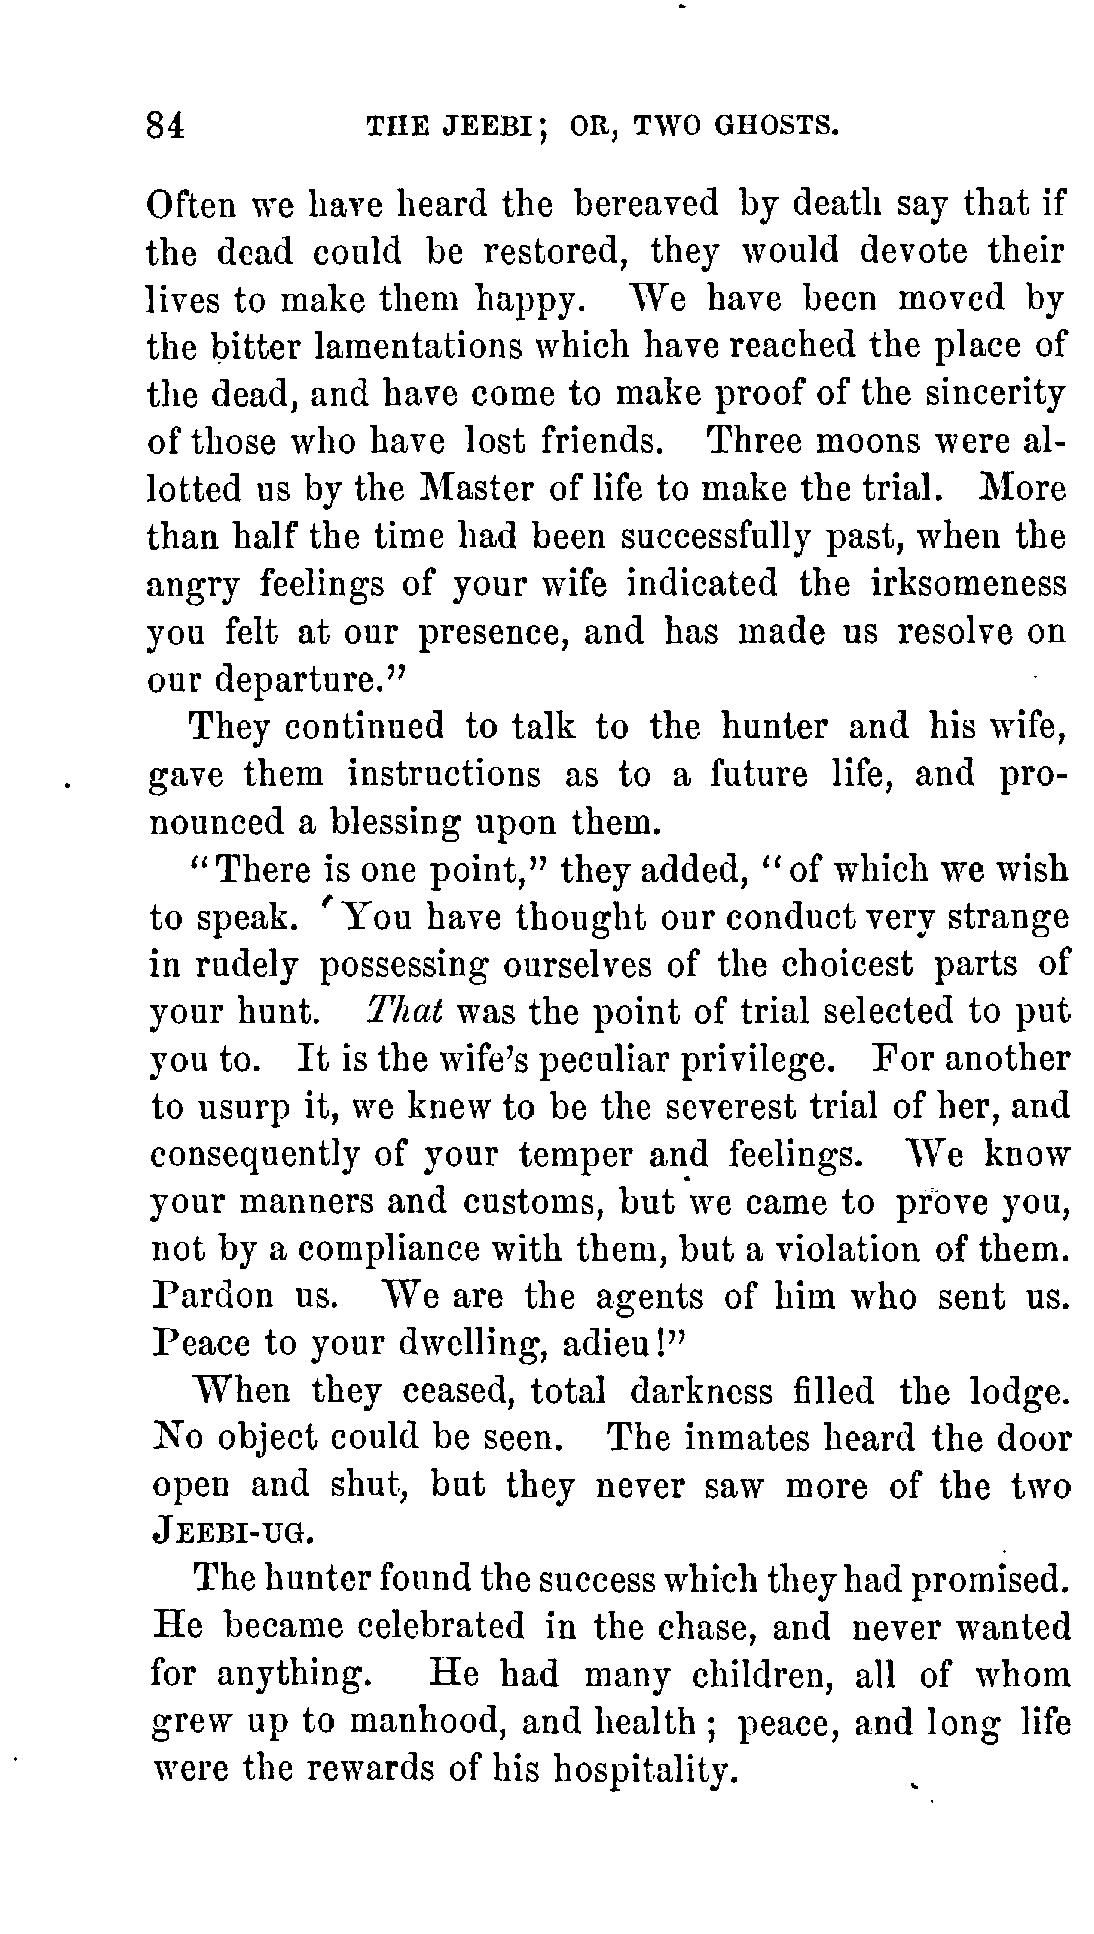 84 THE JEEBI; OR, TWO GHOSTS.
Often we have heard the bereaved by death say that if
the dead could be restored, they would devote their
lives to make them happy. We have been moved by
the bitter lamentations which have reached the place of
the dead, and have come to make proof of the sincerity
of those who have lost friends. Three moons were al-
lotted us by the Master of life to make the trial. More
than half the time had been successfully past, when the
angry feelings of your wife indicated the irksomeness
you felt at our presence, and has made us resolve on
our departure."
They continued to talk to the hunter and his wife,
gave them instructions as to a future life, and pro-
nounced a blessing upon them.
"There is one point," they added, "of which we wish
to speak. You have thought our conduct very strange
in rudely possessing ourselves of the choicest parts of
your hunt. That was the point of trial selected to put
you to. It is the wife's peculiar privilege. For another
to usurp it, we knew to be the severest trial of her, and
consequently of your temper and feelings. We know
your manners and customs, but we came to prove you,
not by a compliance with them, but a violation of them.
Pardon us. We are the agents of him who sent us.
Peace to your dwelling, adieu!"
When they ceased, total darkness filled the lodge.
No object could be seen. The inmates heard the door
open and shut, but they never saw more of the two
JEEBI-UG.
The hunter found the success which they had promised.
He became celebrated in the chase, and never wanted
for anything. He had many children, all of whom
grew up to manhood, and health; peace, and long life
were the rewards of his hospitality.